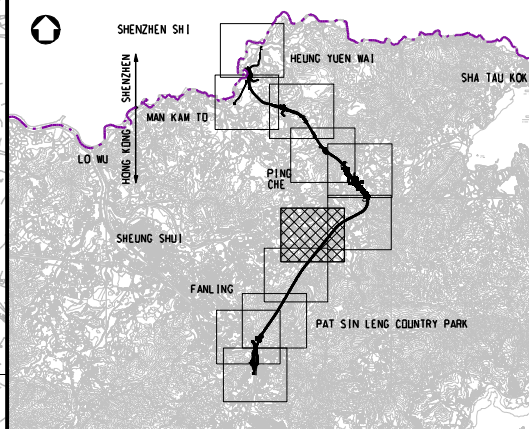 SHENZHEN SHI
HEUNG YUEN WAI
SHA TAU KOK
SHENZHEN
HONG KONG
MAN KAM TO
LO WU
PING
CHE
SHEUNG SHUI
FANLING
PAT SIN LENG COUNTRY PARK